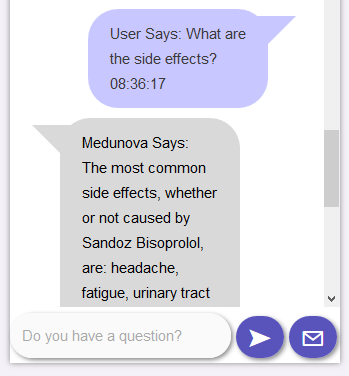 User Says: What are
the side effects?
08:36:17
Medunova Says:
The most common
side effects, whether
or not caused by
Sandoz Bisoprolol,
are: headache,
fatigue, urinary tract
Do you have a question?